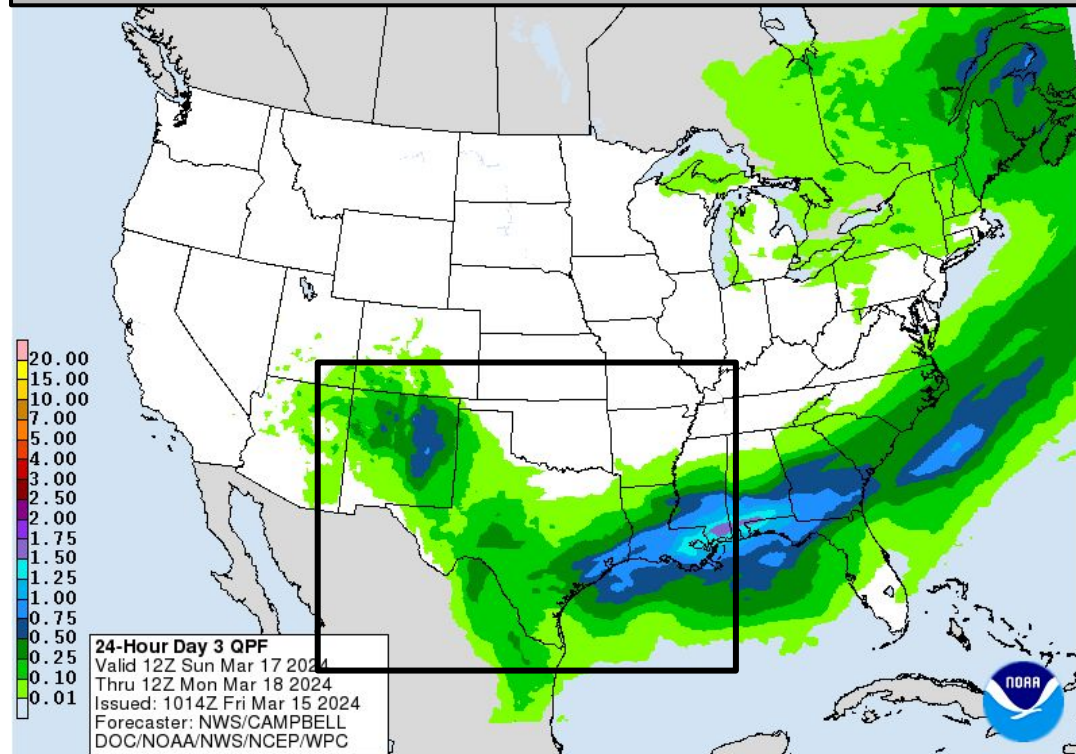 20.00
15.00
10.00
7.00
5.00
4.00
3.00
2.50
2.00
1.75
1.50
1.25
1.00
0.75
0.50
0.25
0.10
0.01
24-Hour Day 3 QPF
Valid 12Z Sun Mar 17 2024
Thru 12Z Mon Mar 18 2024
Issued: 1014Z Fri Mar 15 2024
Forecaster: NWS/CAMPBELL
DOC/NOAA/NWS/NCEP/WPC
NOAA